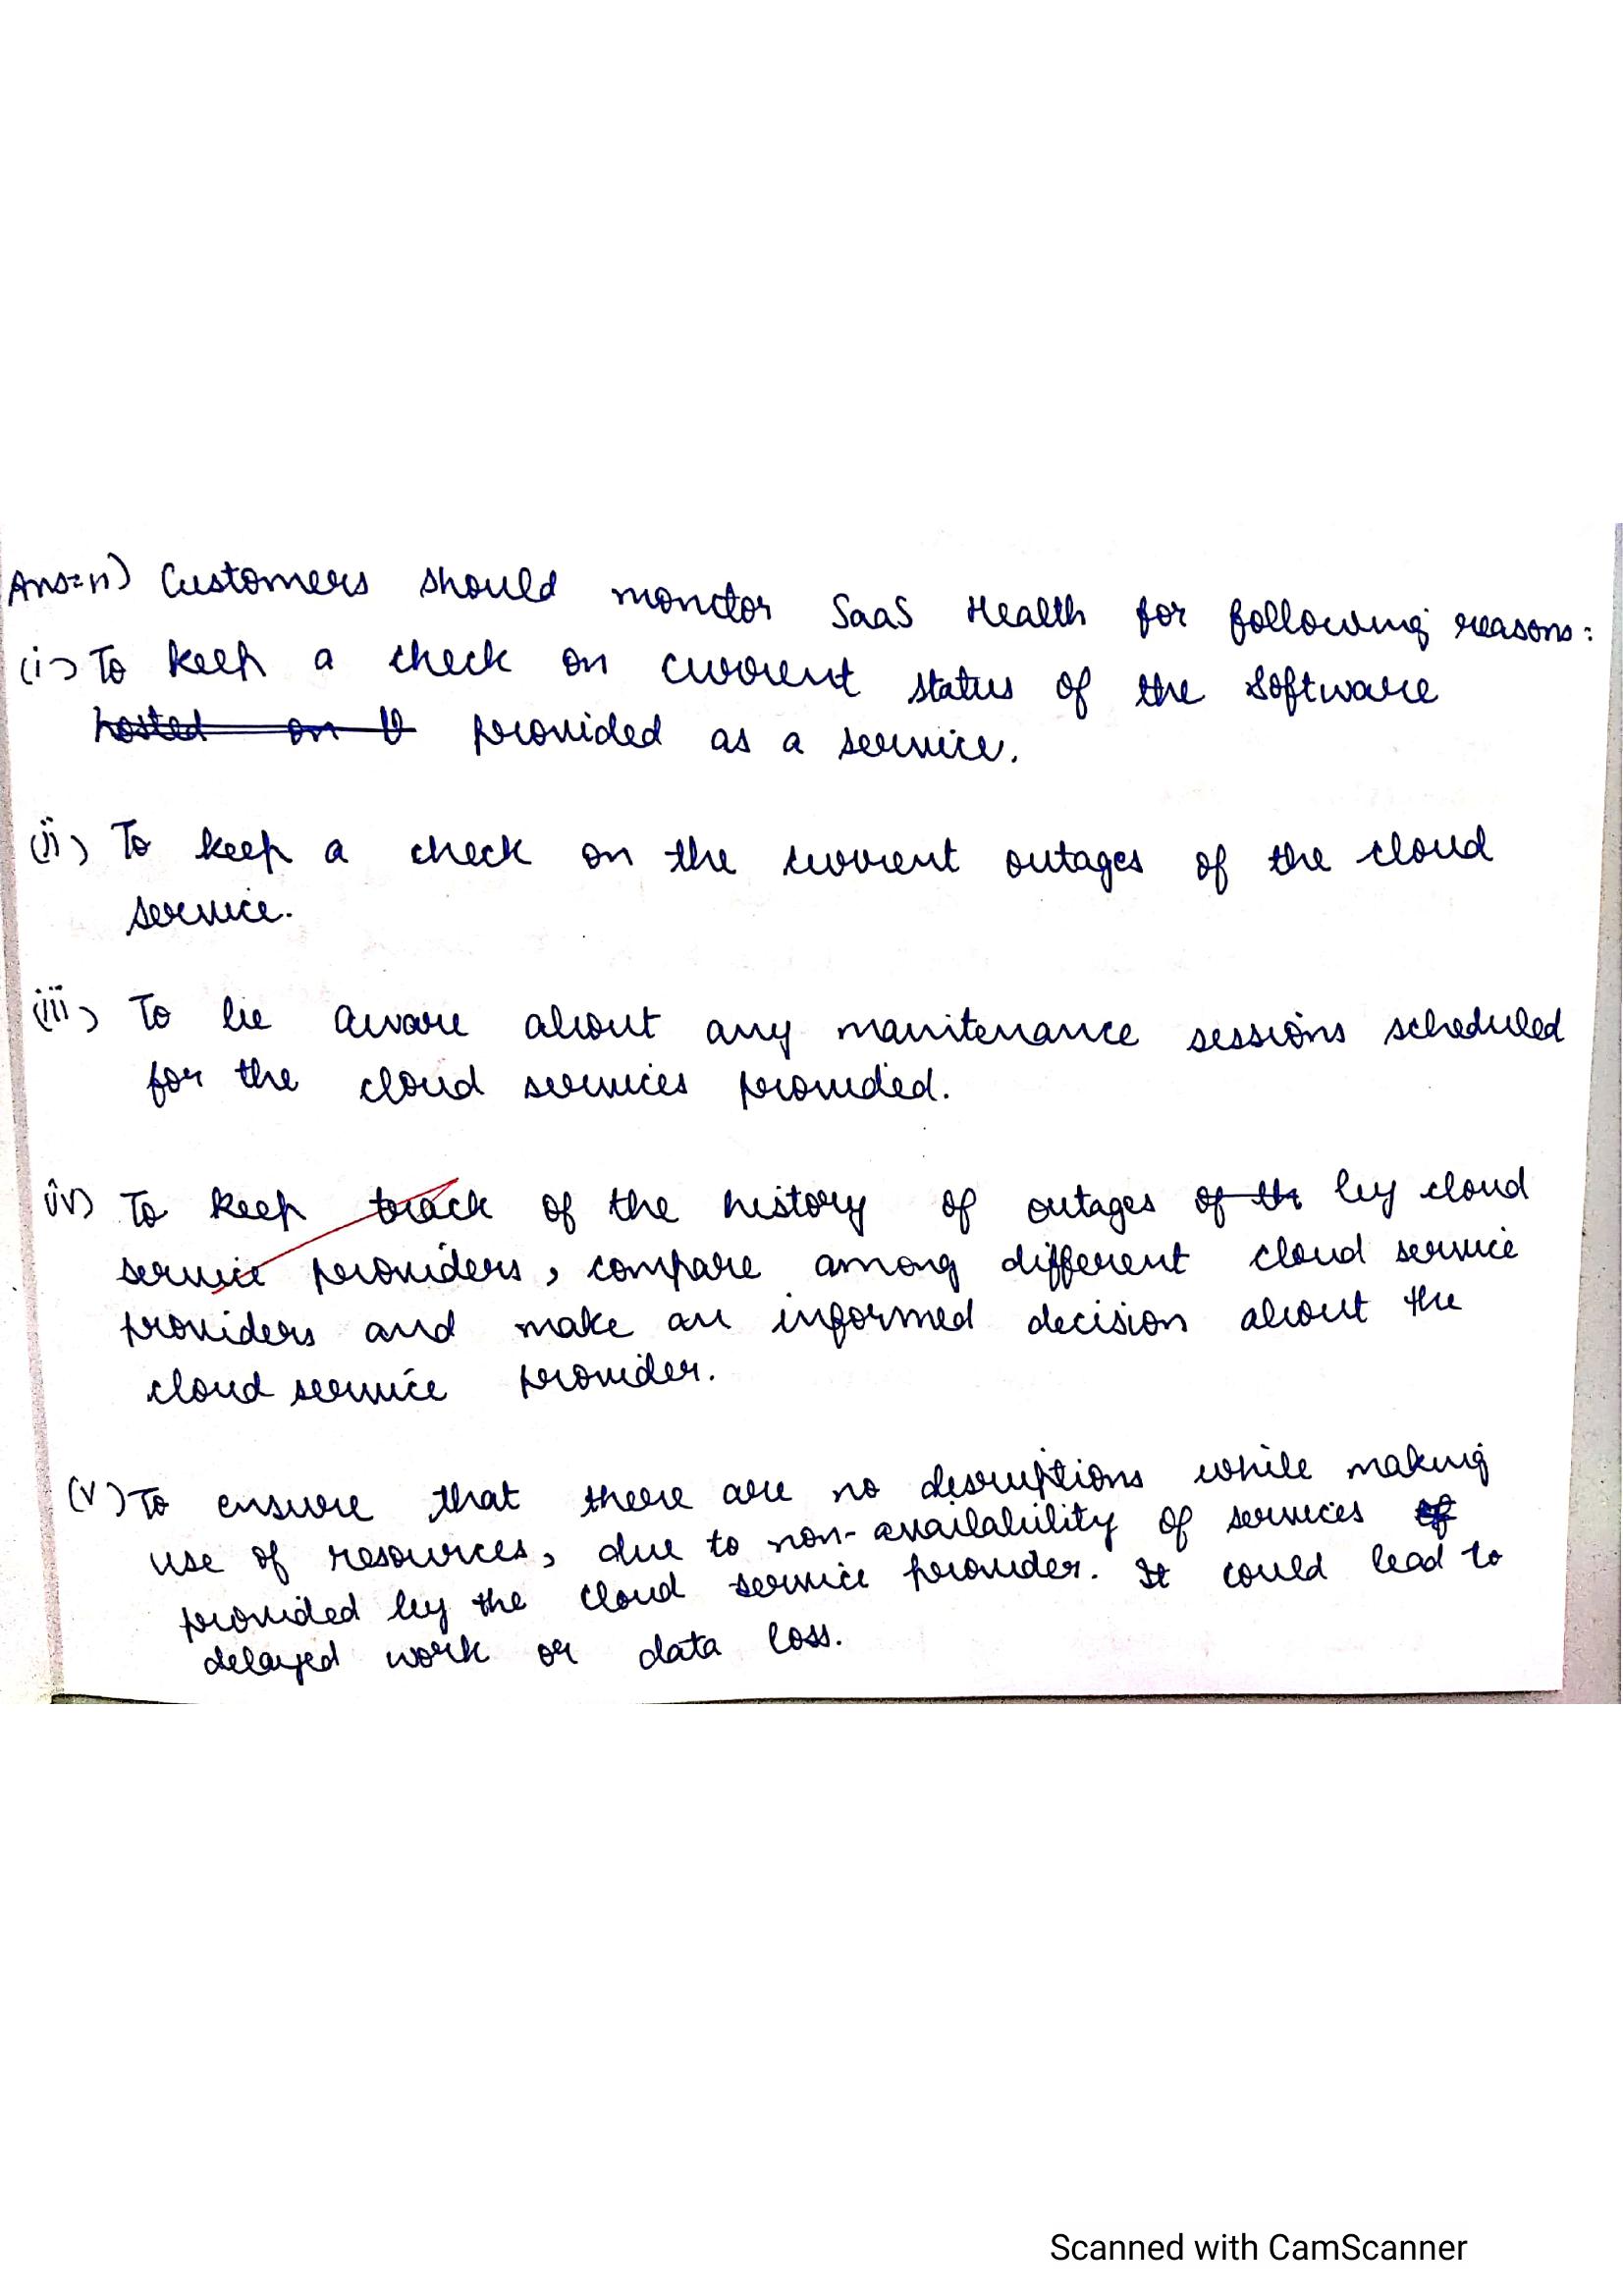 Ans=11) Customers should monitor SaaS Health for following reasons:
(i) To keep a check on current status of the software
hosted on provided as a service.
(ii) To keep a check on the current outages of the cloud
service.
(iii) To be aware about any manitenance sessions scheduled
for the cloud services provided.
(iv) To keep track of the history of outages of th by cloud
service providers, compare among different cloud service
providers and make an informed decision about the
cloud service provider.
(v) To ensure that there are no disruptions while making
use of resources, due to non-availability of services of
provided by the cloud service provider. It could lead to
delayed work or data loss.
Scanned with CamScanner